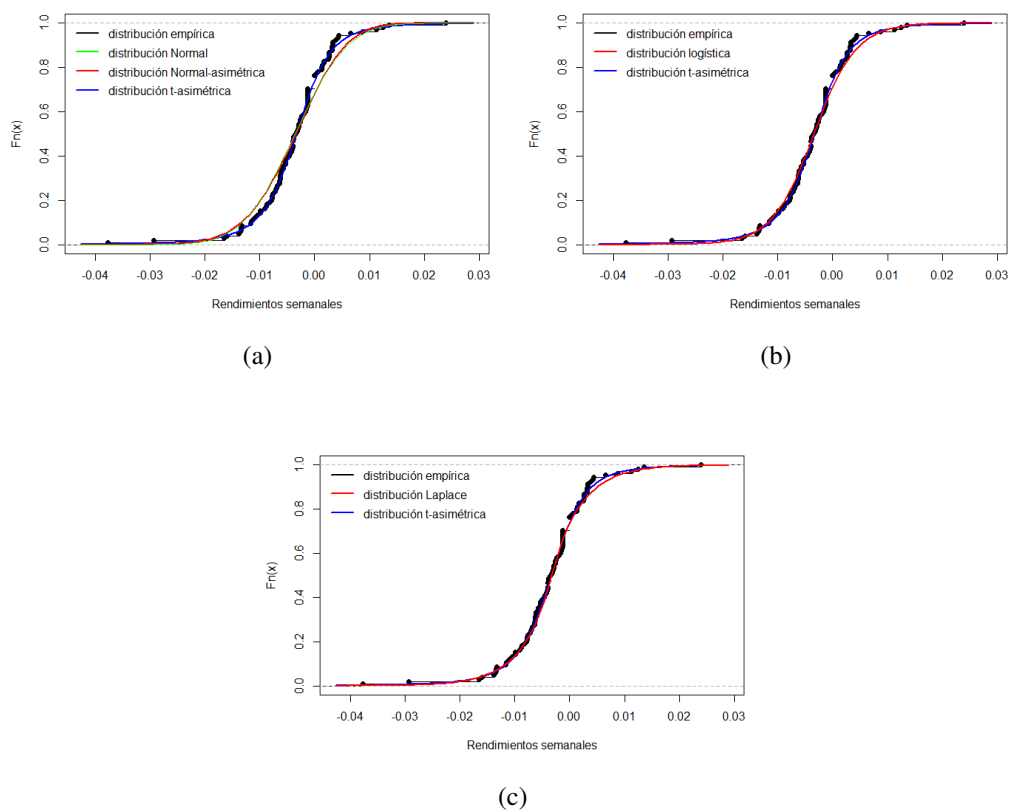 distribución empírica
distribución Normal
distribución Normal-asimétrica
distribución t-asimétrica
Fn(x)
0.0 0.2 0.4 0.6 0.8 1.0
-0.04 -0.03 -0.02 -0.01 0.00 0.01 0.02 0.03
Rendimientos semanales
(a)
distribución empírica
distribución logística
distribución t-asimétrica
Fn(x)
0.0 0.2 0.4 0.6 0.8 1.0
-0.04 -0.03 -0.02 -0.01 0.00 0.01 0.02 0.03
Rendimientos semanales
(b)
distribución empírica
distribución Laplace
distribución t-asimétrica
Fn(x)
0.0 0.2 0.4 0.6 0.8 1.0
-0.04 -0.03 -0.02 -0.01 0.00 0.01 0.02 0.03
Rendimientos semanales
(c)